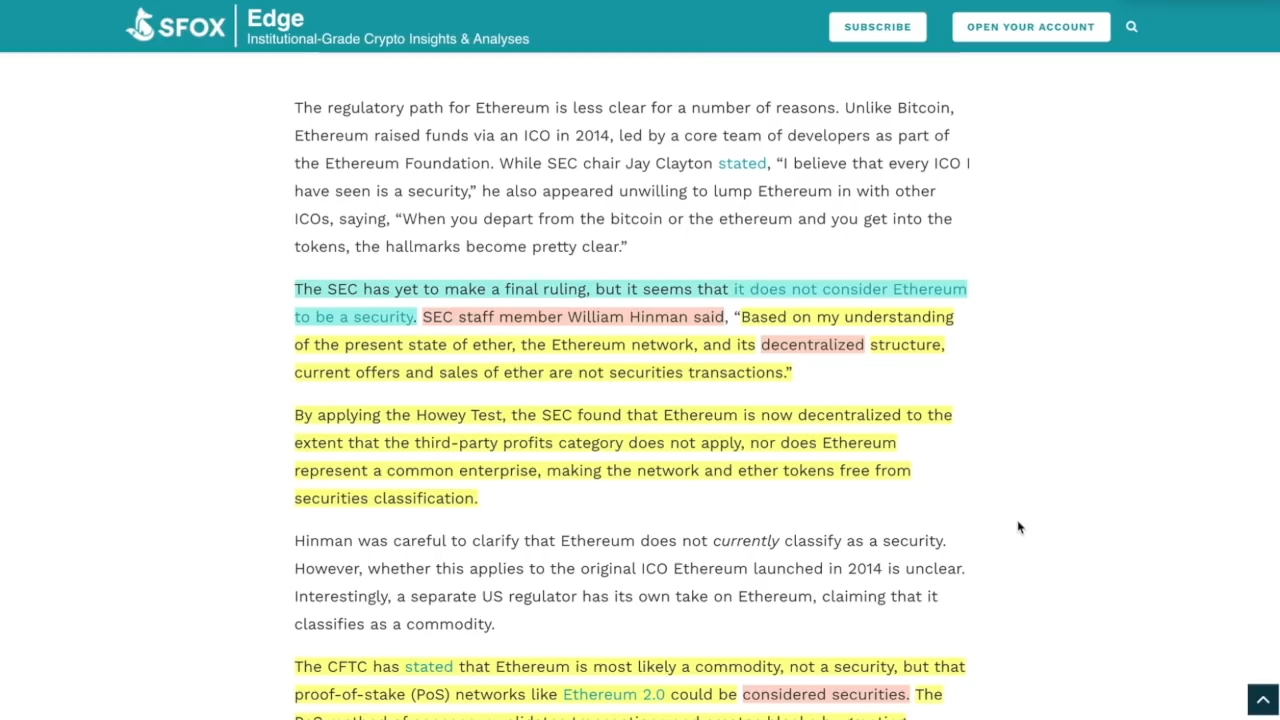 SFOX
Edge
Institutional-Grade Crypto Insights & Analyses
SUBSCRIBE
OPEN YOUR ACCOUNT
The regulatory path for Ethereum is less clear for a number of reasons. Unlike Bitcoin,
Ethereum raised funds via an ICO in 2014, led by a core team of developers as part of
the Ethereum Foundation. While SEC chair Jay Clayton stated, “I believe that every ICO I
have seen is a security,” he also appeared unwilling to lump Ethereum in with other
ICOs, saying, “When you depart from the bitcoin or the ethereum and you get into the
tokens, the hallmarks become pretty clear.”
The SEC has yet to make a final ruling, but it seems that it does not consider Ethereum
to be a security. SEC staff member William Hinman said, “Based on my understanding
of the present state of ether, the Ethereum network, and its decentralized structure,
current offers and sales of ether are not securities transactions.”
By applying the Howey Test, the SEC found that Ethereum is now decentralized to the
extent that the third-party profits category does not apply, nor does Ethereum
represent a common enterprise, making the network and ether tokens free from
securities classification.
Hinman was careful to clarify that Ethereum does not currently classify as a security.
However, whether this applies to the original ICO Ethereum launched in 2014 is unclear.
Interestingly, a separate US regulator has its own take on Ethereum, claiming that it
classifies as a commodity.
The CFTC has stated that Ethereum is most likely a commodity, not a security, but that
proof-of-stake (PoS) networks like Ethereum 2.0 could be considered securities. The